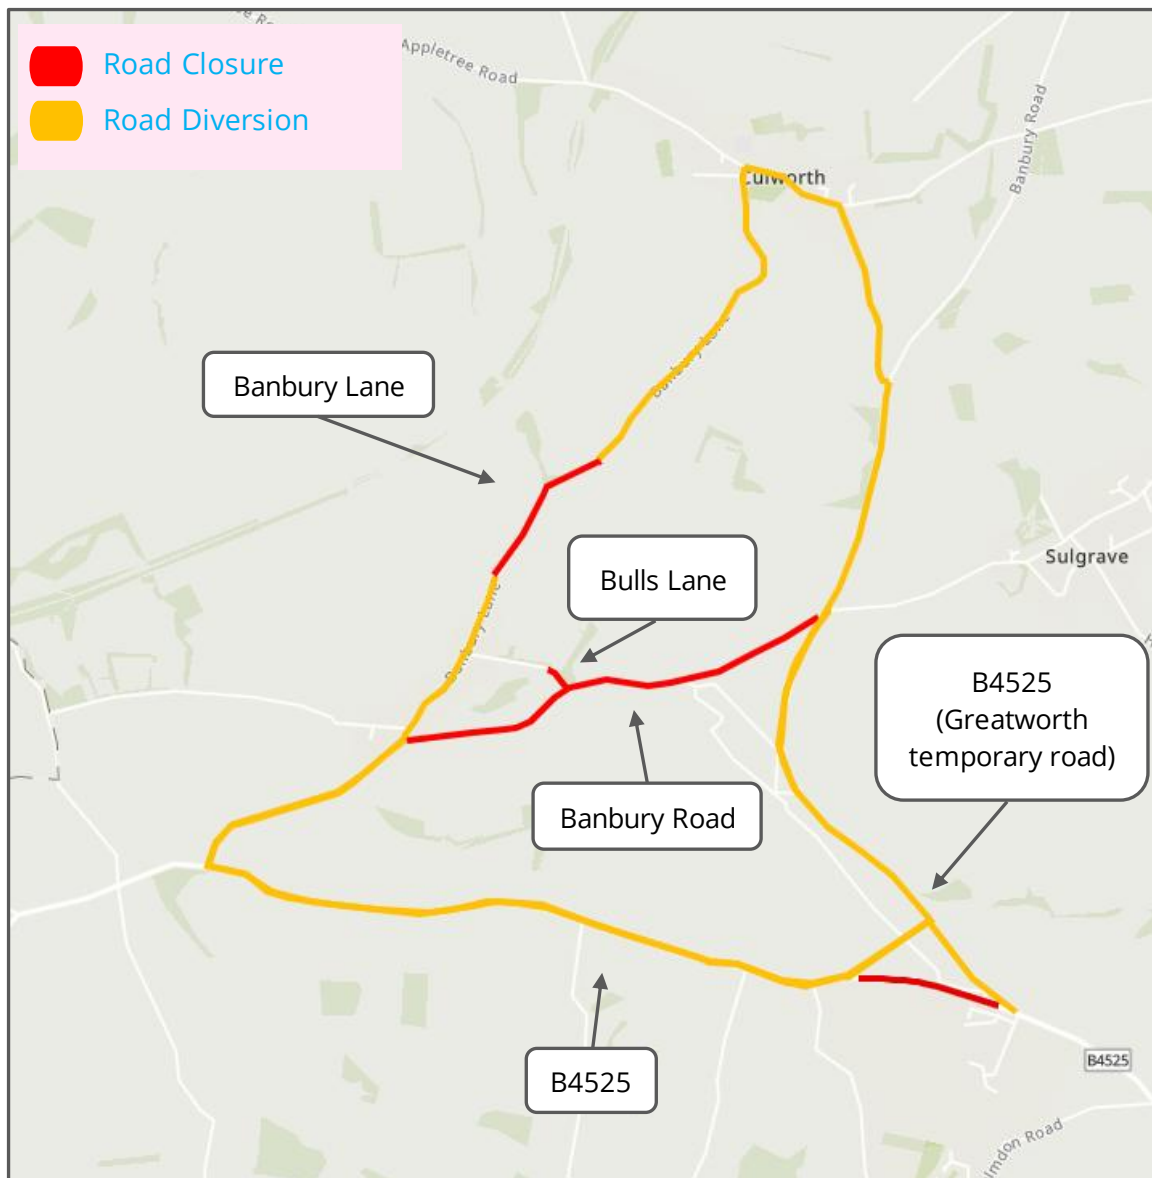 Road Closure
Road Diversion
Appletree Road
Banbury Road
Culworth
Banbury Lane
Banbury Lane
Bulls Lane
Sulgrave
Banbury Lane
B4525
(Greatworth
temporary road)
Banbury Road
B4525
B4525